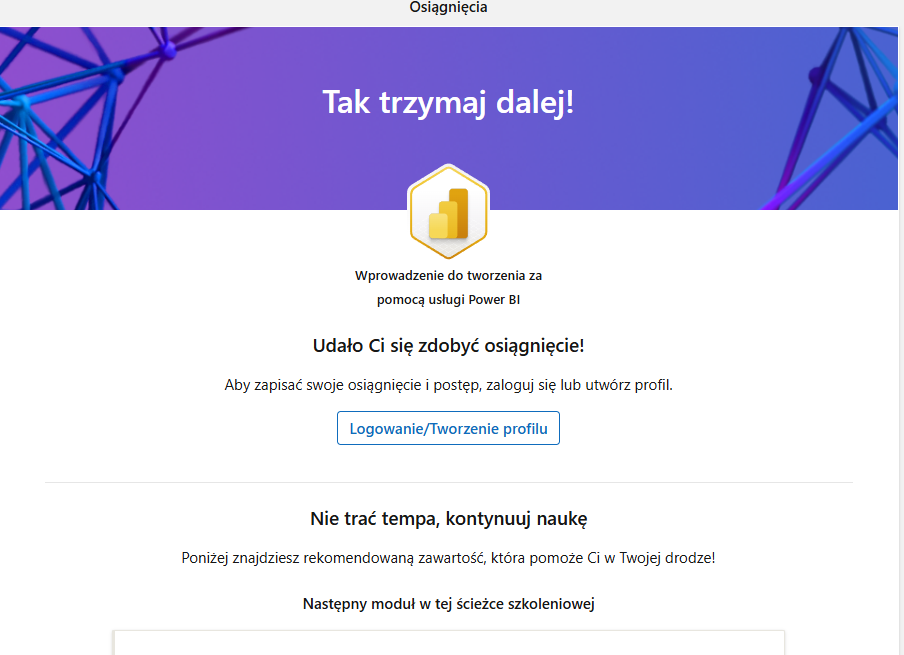 Osiągnięcia
Tak trzymaj dalej!
Wprowadzenie do tworzenia za
pomocą usługi Power BI
Udało Ci się zdobyć osiągnięcie!
Aby zapisać swoje osiągnięcie i postęp, zaloguj się lub utwórz profil.
Logowanie/Tworzenie profilu
Nie trać tempa, kontynuuj naukę
Poniżej znajdziesz rekomendowaną zawartość, która pomoże Ci w Twojej drodze!
Następny moduł w tej ścieżce szkoleniowej